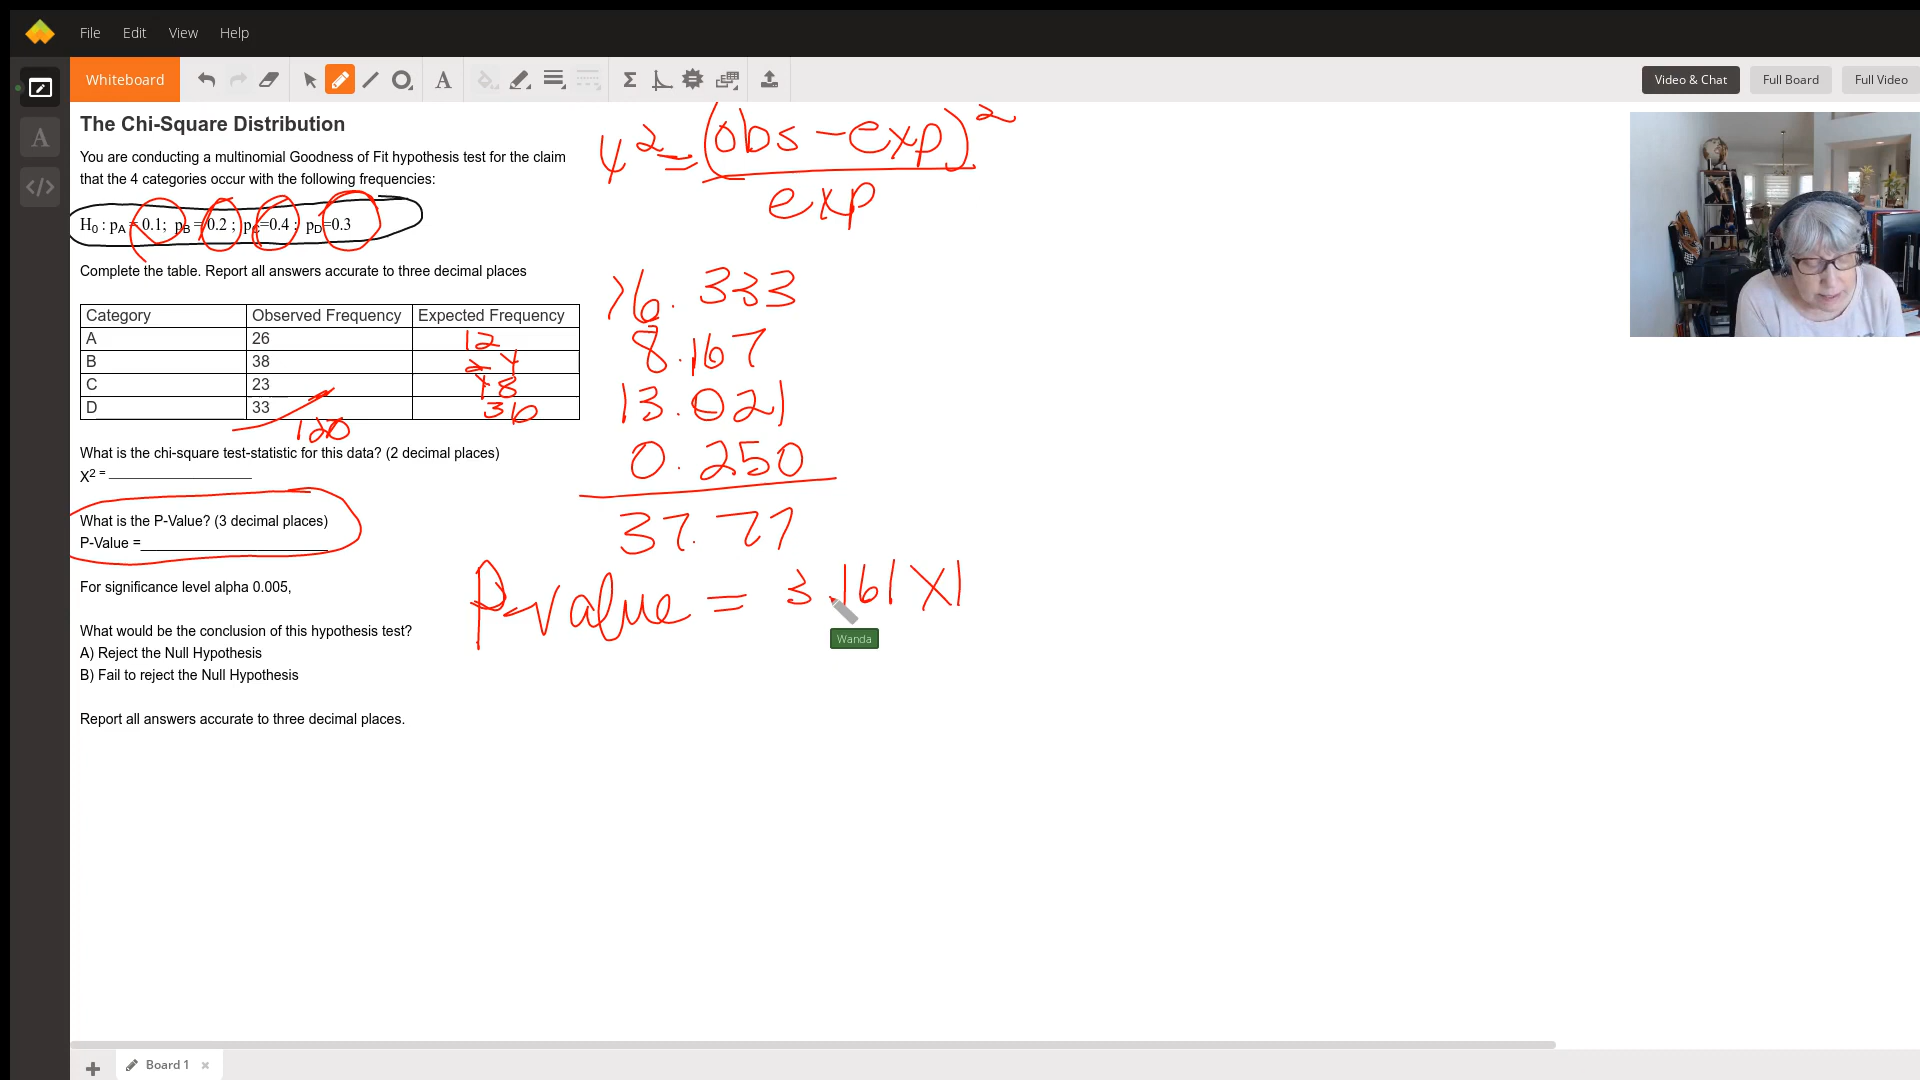 File Edit View Help
Whiteboard
Video & Chat Full Board Full Video
The Chi-Square Distribution
You are conducting a multinomial Goodness of Fit hypothesis test for the claim
that the 4 categories occur with the following frequencies:
H0 : pA = 0.1; pB = 0.2 ; pC=0.4 ; pD=0.3
Complete the table. Report all answers accurate to three decimal places
Category Observed Frequency Expected Frequency
A 26 12
B 38 24
C 23 48
D 33 36
120
What is the chi-square test-statistic for this data? (2 decimal places)
X2 = ___________________
What is the P-Value? (3 decimal places)
P-Value =________________________
For significance level alpha 0.005,
What would be the conclusion of this hypothesis test?
A) Reject the Null Hypothesis
B) Fail to reject the Null Hypothesis
Report all answers accurate to three decimal places.
2 = (obs - exp)2
exp
16.333
8.167
13.021
0.250
37.77
P-value = 3.161 X1
Wanda
Board 1